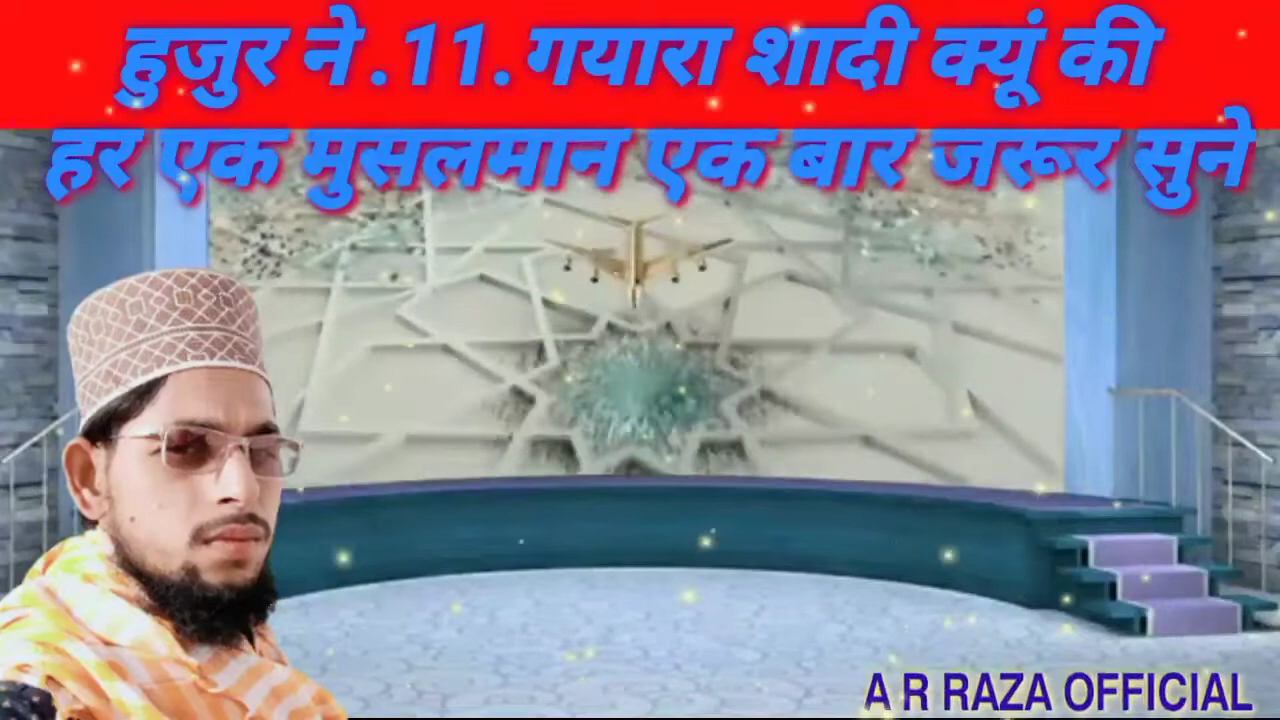 हुजुर ने .11.गयारा शादी क्यूं की
हर एक मुसलमान एक बार जरूर सुने
A R RAZA OFFICIAL